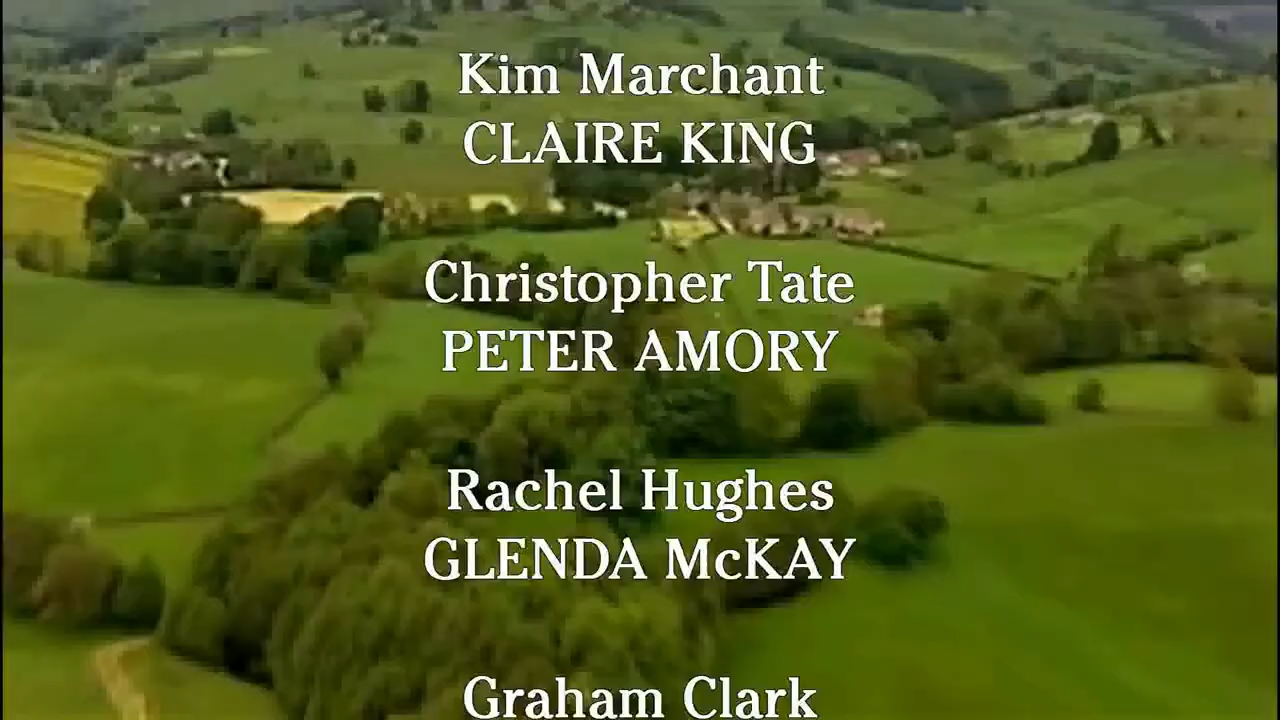 Kim Marchant
CLAIRE KING
Christopher Tate
PETER AMORY
Rachel Hughes
GLENDA McKAY
Graham Clark